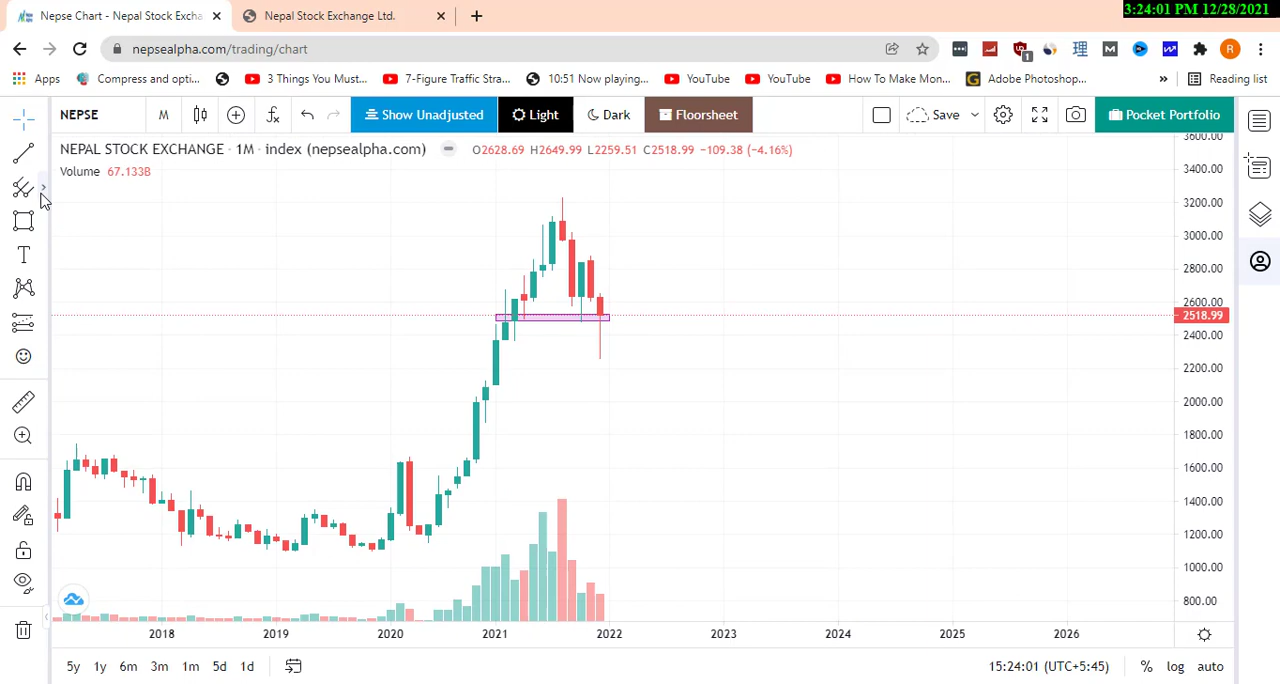 3:24:01 PM 12/28/2021
Nepse Chart - Nepal Stock Excha
Nepal Stock Exchange Ltd.
nepsealpha.com/trading/chart
Apps
Compress and opti...
3 Things You Must...
7-Figure Traffic Stra...
10:51 Now playing...
YouTube
YouTube
How To Make Mon...
Adobe Photoshop...
»
Reading list
NEPSE
M
Show Unadjusted
Light
Dark
Floorsheet
Save
Pocket Portfolio
NEPAL STOCK EXCHANGE · 1M · index (nepsealpha.com)
O2628.69 H2649.99 L2259.51 C2518.99 −109.38 (−4.16%)
Volume 67.133B
3600.00
3400.00
3200.00
3000.00
2800.00
2600.00
2518.99
2400.00
2200.00
2000.00
1800.00
1600.00
1400.00
1200.00
1000.00
800.00
2018 2019 2020 2021 2022 2023 2024 2025 2026
5y 1y 6m 3m 1m 5d 1d
15:24:01 (UTC+5:45)
% log auto